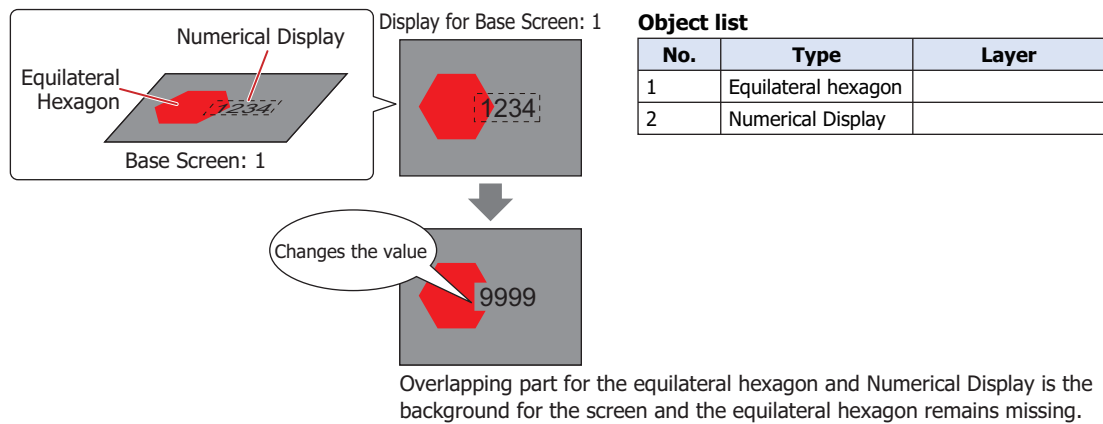 Display for Base Screen: 1
Numerical Display
Equilateral
Hexagon
1234
Base Screen: 1
1234
Changes the value
9999
Overlapping part for the equilateral hexagon and Numerical Display is the
background for the screen and the equilateral hexagon remains missing.
Object list
No. Type Layer
1 Equilateral hexagon
2 Numerical Display